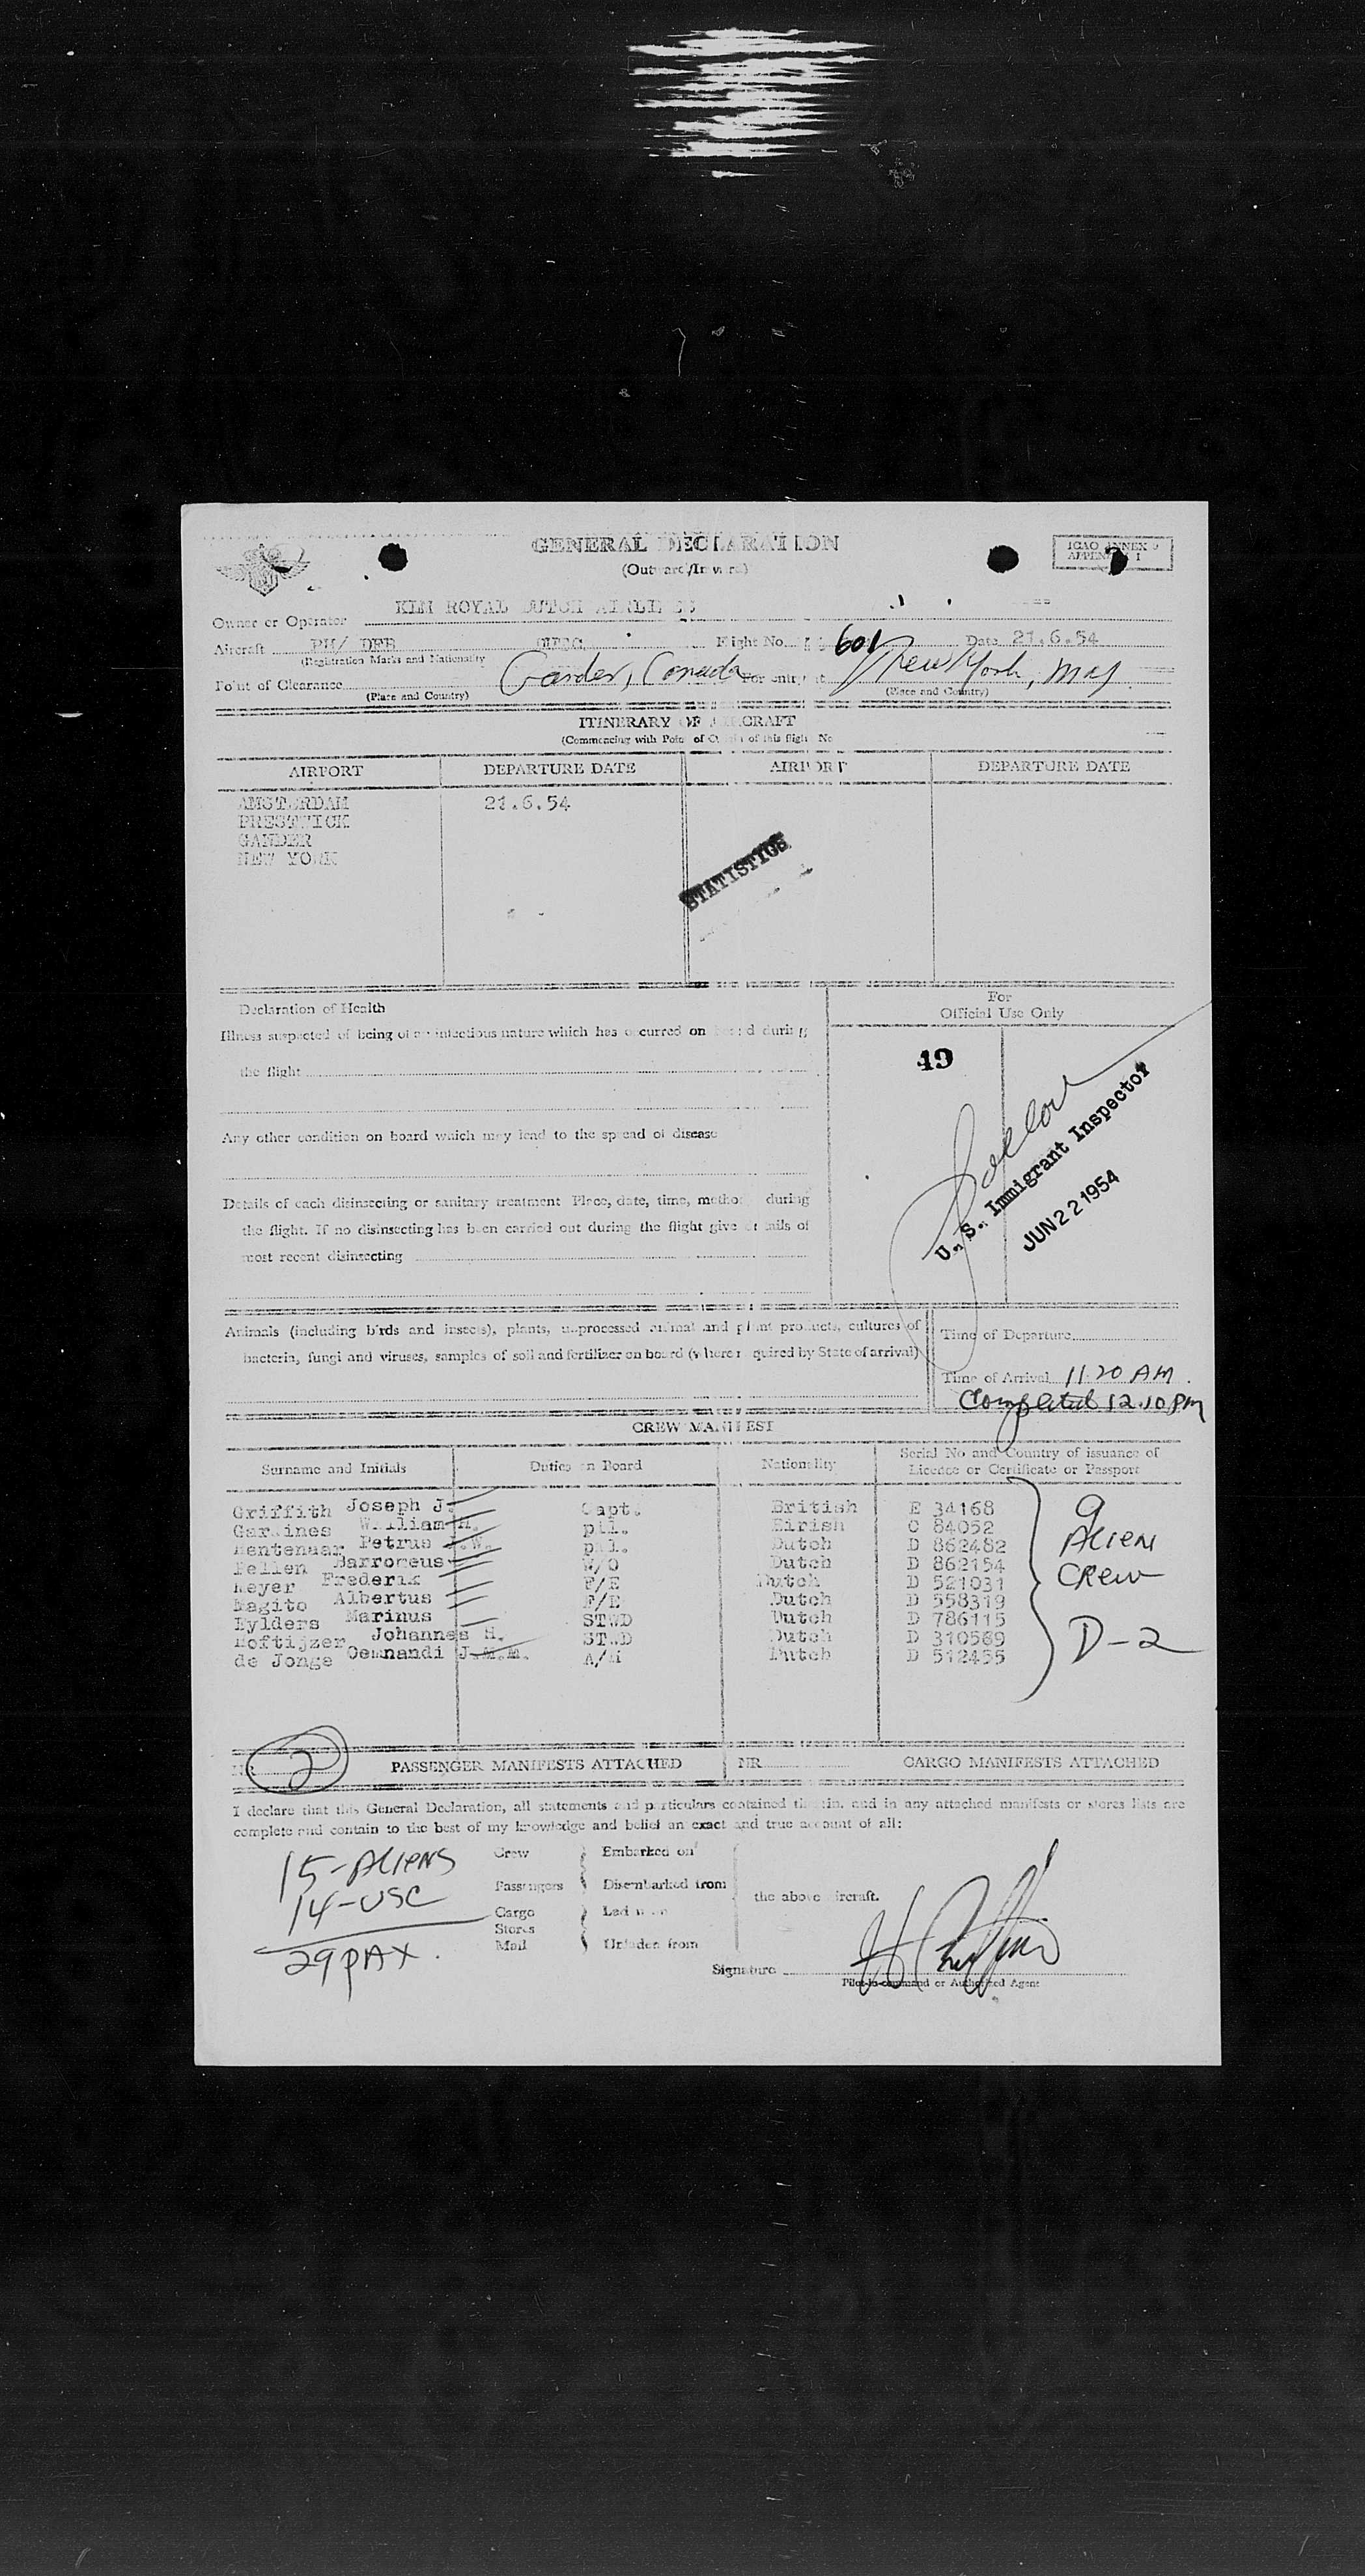 GENERAL DECLARATION
(Outward/Inward)
ICAO ANNEX 9
APPENDIX 1
Owner or Operator KLM ROYAL DUTCH AIRLINES
Aircraft PH/ DFB Flight No. 601 Date 21.6.54
(Registration Marks and Nationality
Point of Clearance Gander, Canada For entry at New York,
(Place and Country) (Place and Country)
ITINERARY OF AIRCRAFT
(Commencing with Point of Origin of this flight No
AIRPORT DEPARTURE DATE AIRPORT DEPARTURE DATE
AMSTERDAM 21.6.54
PRESTWICK
GANDER
NEW YORK
STATISTICS
Declaration of Health
Illness suspected of being of an infectious nature which has occurred on board during
the flight
Any other condition on board which may lead to the spread of disease
Details of each disinsecting or sanitary treatment Place, date, time, method during
the flight. If no disinsecting has been carried out during the flight give details of
most recent disinsecting
For
Official Use Only
49
U. S. Immigrant Inspector
JUN 22 1954
Animals (including birds and insects), plants, unprocessed animal and plant products, cultures of
bacteria, fungi and viruses, samples of soil and fertilizer on board (where required by State of arrival)
Time of Departure
Time of Arrival 11.20 AM.
Completed 12.10 PM
CREW MANIFEST
Surname and Initials Duties on Board Nationality Serial No and Country of issuance of
Licence or Certificate or Passport
Griffith Joseph J. Capt. British E 34168
William H. pil. Eirish C 84052
Petrus pil. Dutch D 862482
Barromeus W/O Dutch D 862154
Meyer Frederik F/E Dutch D 521031
Magito Albertus F/E Dutch D 558319
Eylders Marinus STWD Dutch D 786115
Hoftijzer Johannes H. STWD Dutch D 310569
de Jonge J.M.M. Dutch D 512455
9
ALIEN
CREW
D-2
2 PASSENGER MANIFESTS ATTACHED NR CARGO MANIFESTS ATTACHED
I declare that this General Declaration, all statements and particulars contained therein, and in any attached manifests or stores lists are
complete and contain to the best of my knowledge and belief an exact and true account of all:
15-ALIENS
14-USC
29 PAX.
Crew Embarked on
Passengers Disembarked from
Cargo Laden on
Stores
Mail Unladen from
the above aircraft.
Signature
Pilot-in-command or Authorized Agent